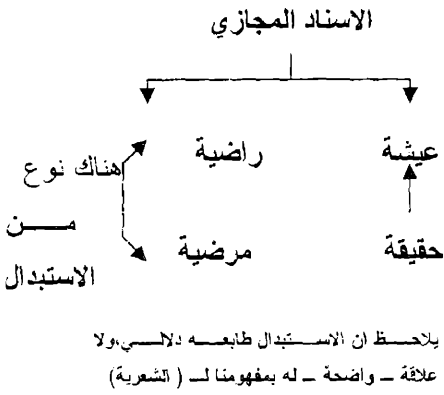 الاسناد المجازي
عيشة راضية
هناك نوع
من
حقيقة مرضية
الاستبدال
يلاحظ ان الاستبدال طابعه دلالي،ولا
علاقة – واضحة – له بمفهومنا لـ (الشعرية)